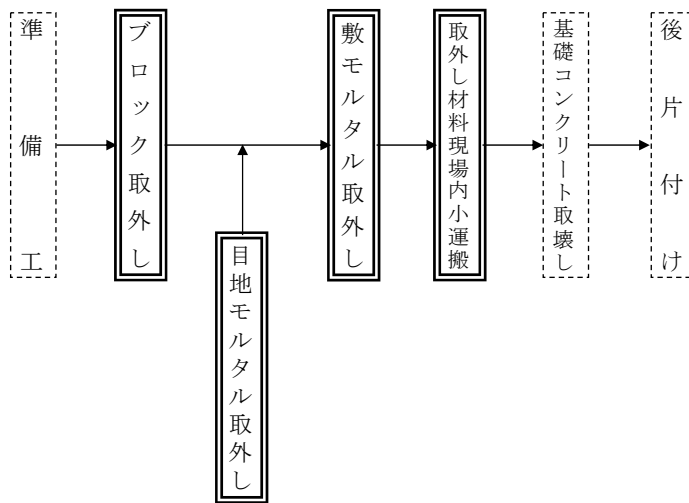 準備工
ブロック取外し
目地モルタル取外し
敷モルタル取外し
取外し材料現場内小運搬
基礎コンクリート取壊し
後片付け